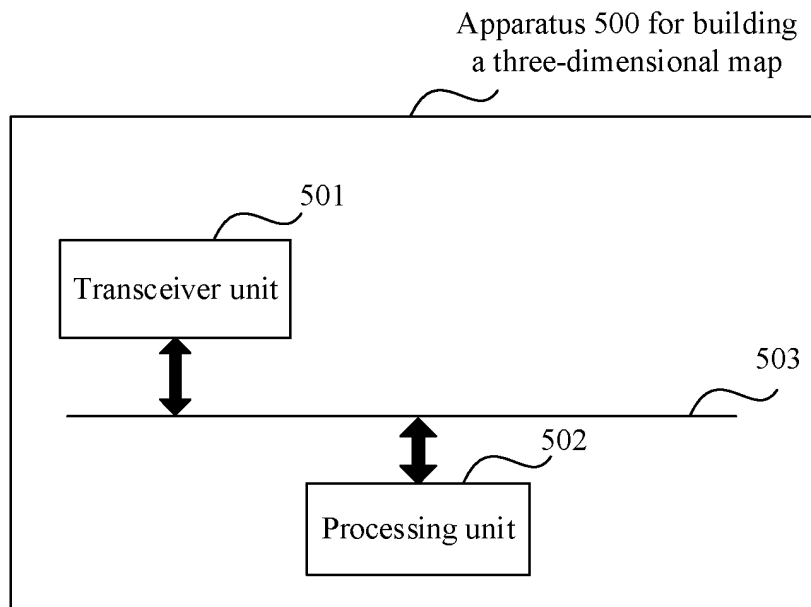 Apparatus 500 for building
a three-dimensional map
501
Transceiver unit
503
502
Processing unit